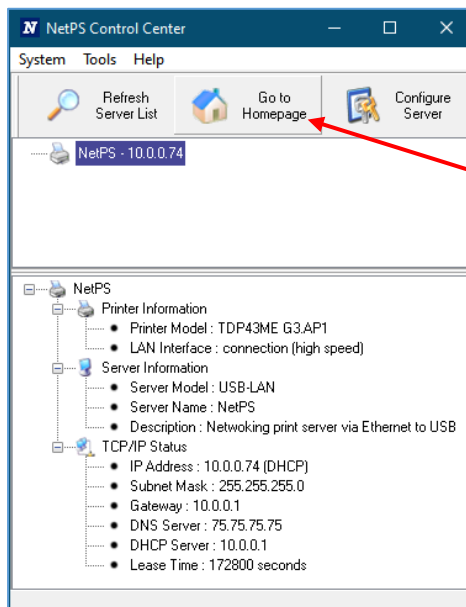 NetPS Control Center
System Tools Help
Refresh Server List
Go to Homepage
Configure Server
NetPS - 10.0.0.74
NetPS
Printer Information
Printer Model : TDP43ME G3.AP1
LAN Interface : connection (high speed)
Server Information
Server Model : USB-LAN
Server Name : NetPS
Description : Netwoking print server via Ethernet to USB
TCP/IP Status
IP Address : 10.0.0.74 (DHCP)
Subnet Mask : 255.255.255.0
Gateway : 10.0.0.1
DNS Server : 75.75.75.75
DHCP Server : 10.0.0.1
Lease Time : 172800 seconds